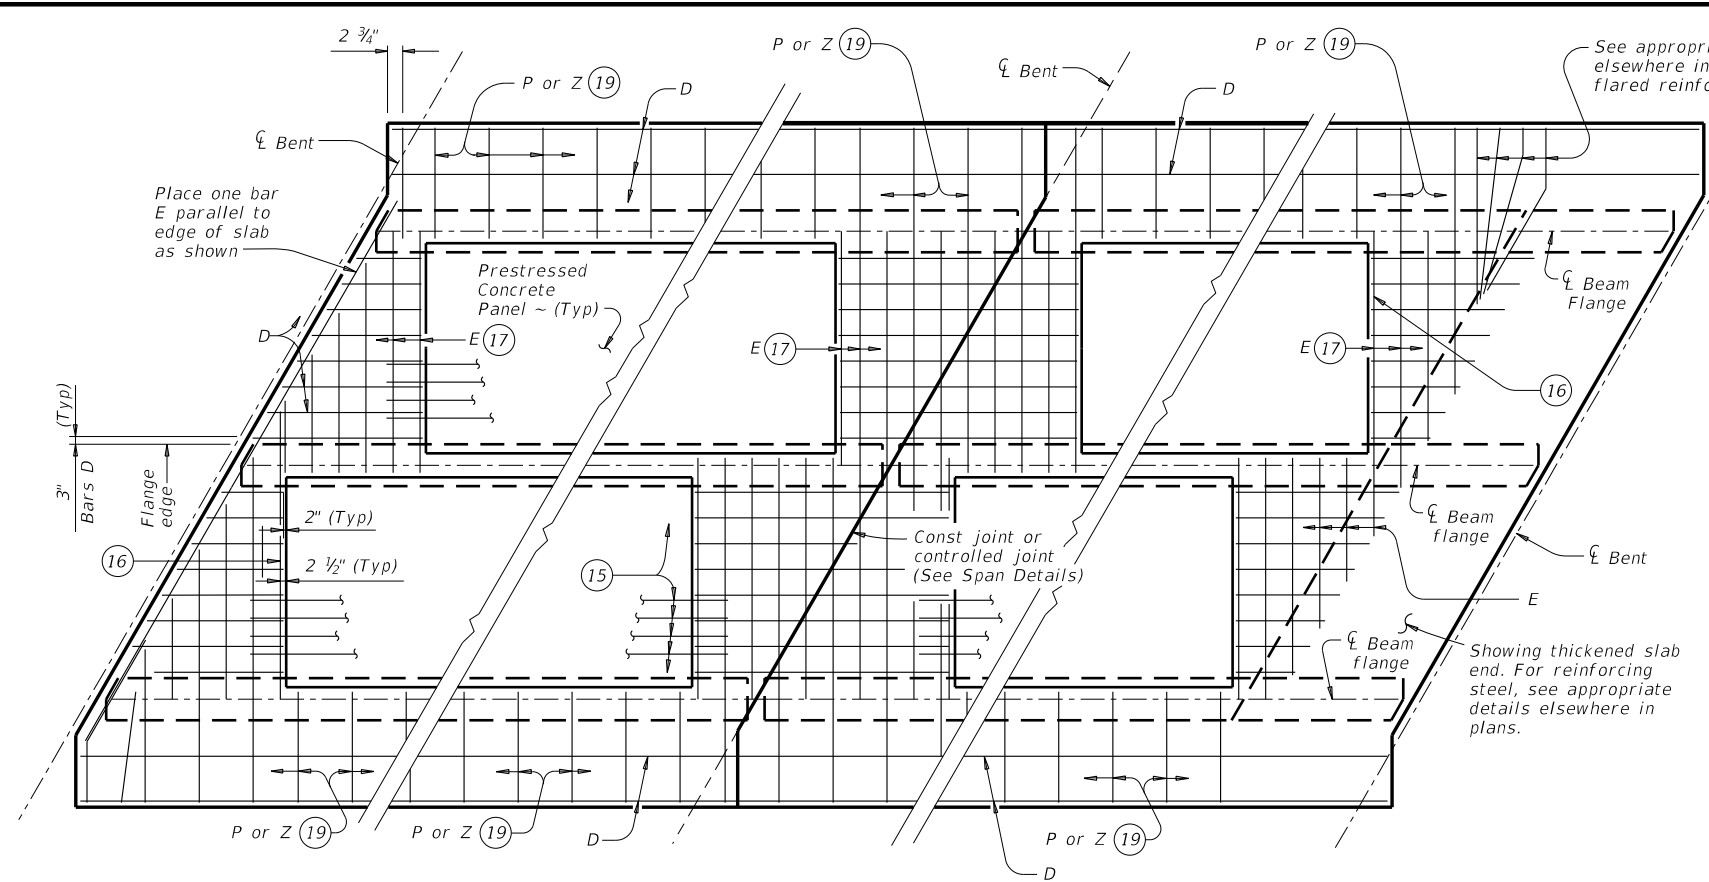 2 ¾"
P or Z 19
℄ Bent
P or Z 19
D
See
elsewhere in
flared
P or Z 19
D
℄ Bent
Place one bar
E parallel to
edge of slab
as shown
Prestressed
Concrete
Panel ~ (Typ)
℄ Beam
Flange
D
E 17
E 17
E 17
16
(Typ)
3"
Bars D
Flange
edge
2" (Typ)
16
2 ½" (Typ)
15
Const joint or
controlled joint
(See Span Details)
℄ Beam
flange
℄ Bent
E
℄ Beam
flange
Showing thickened slab
end. For reinforcing
steel, see appropriate
details elsewhere in
plans.
P or Z 19
P or Z 19
D
P or Z 19
D